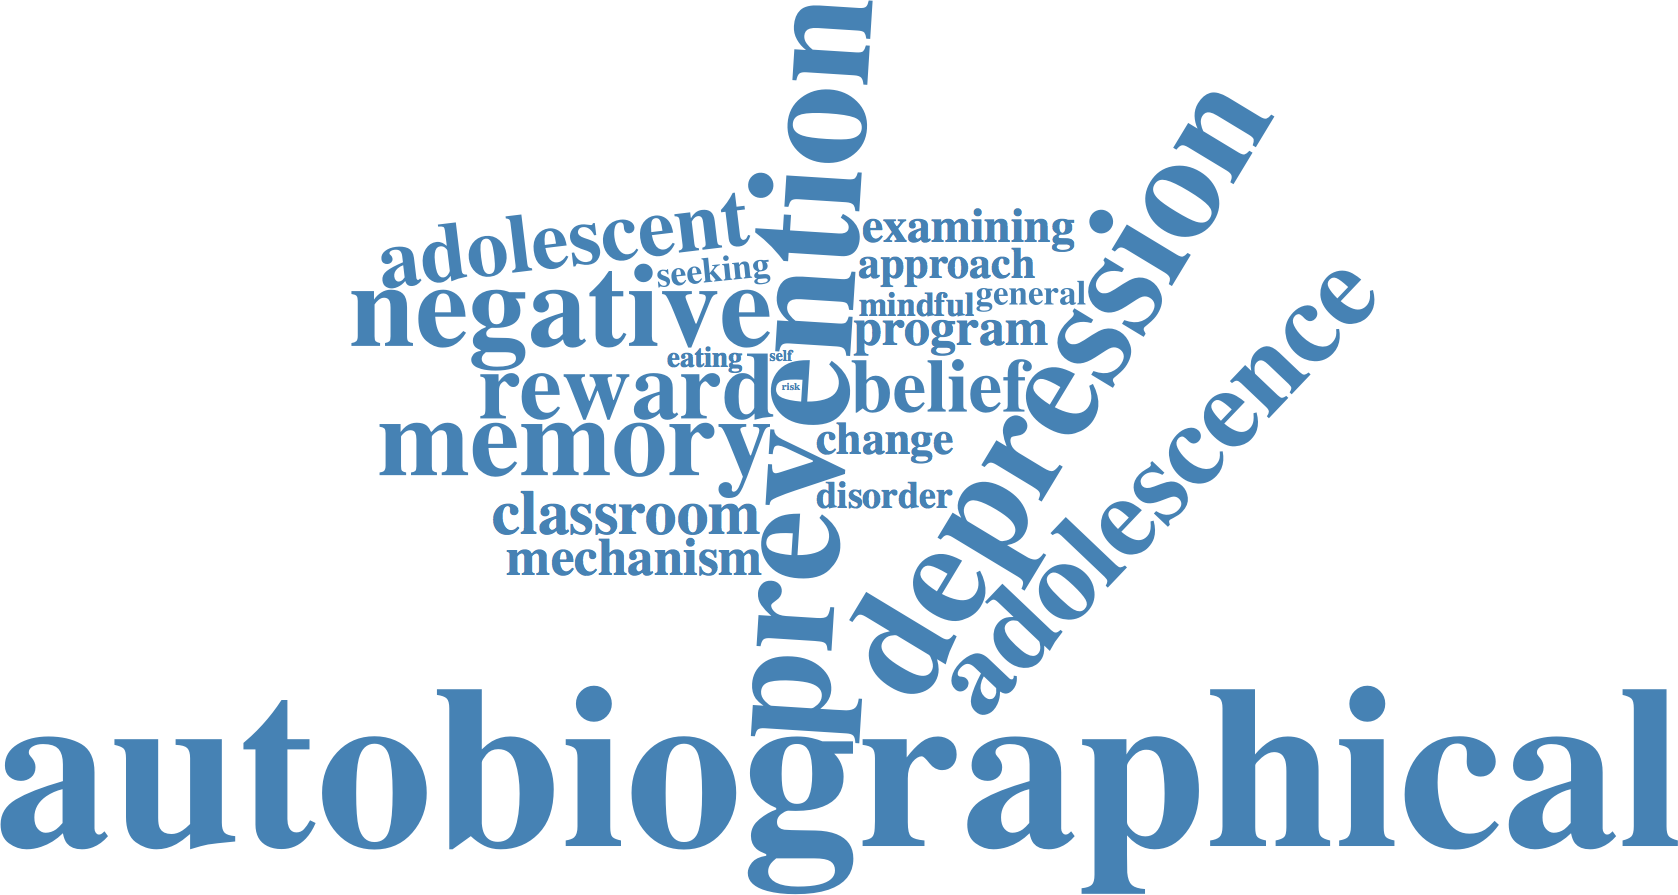 prevention
depression
adolescent
examining
seeking
approach
negative
mindful
general
program
adolescence
eating
self
reward
risk
belief
memory
change
classroom
disorder
mechanism
autobiographical